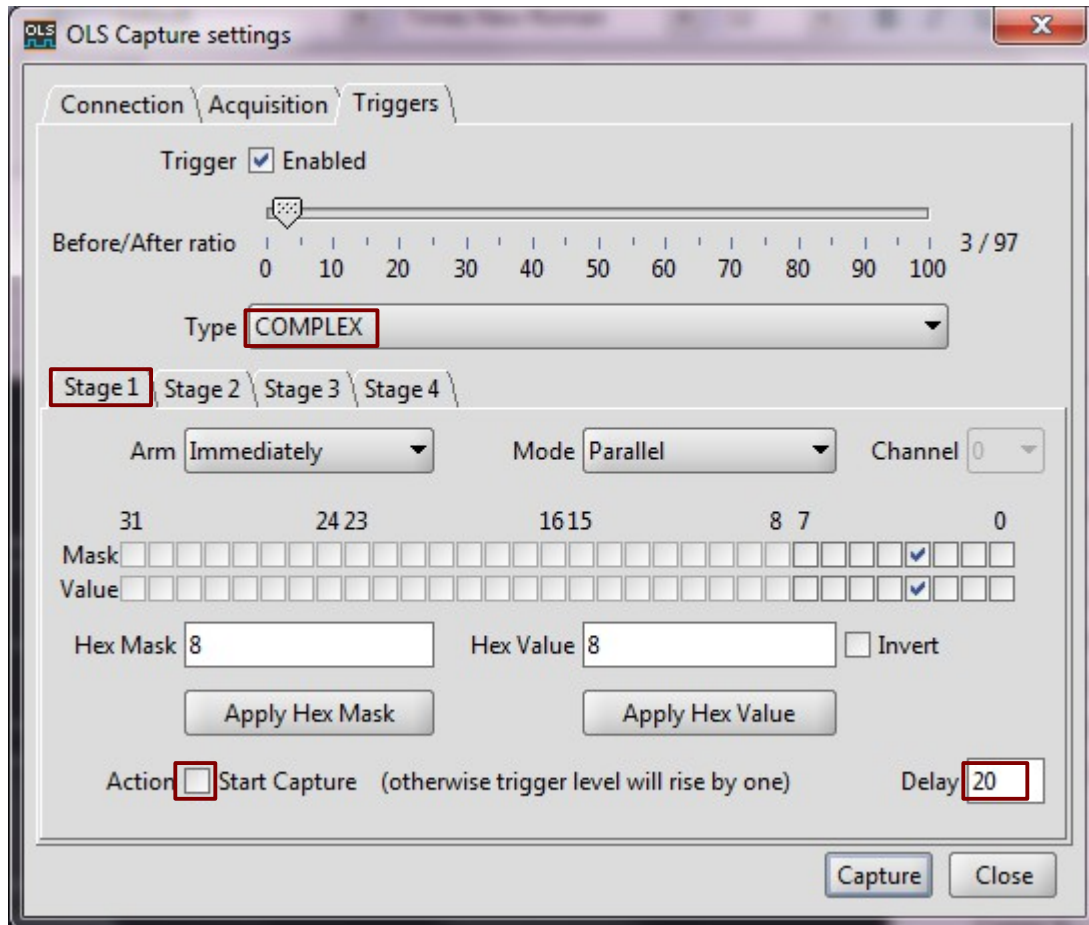 OLS OLS Capture settings
Connection Acquisition Triggers
Trigger Enabled
Before/After ratio 3 / 97
0 10 20 30 40 50 60 70 80 90 100
Type COMPLEX
Stage 1 Stage 2 Stage 3 Stage 4
Arm Immediately Mode Parallel Channel 0
31 24 23 16 15 8 7 0
Mask
Value
Hex Mask 8 Hex Value 8 Invert
Apply Hex Mask Apply Hex Value
Action Start Capture (otherwise trigger level will rise by one) Delay 20
Capture Close